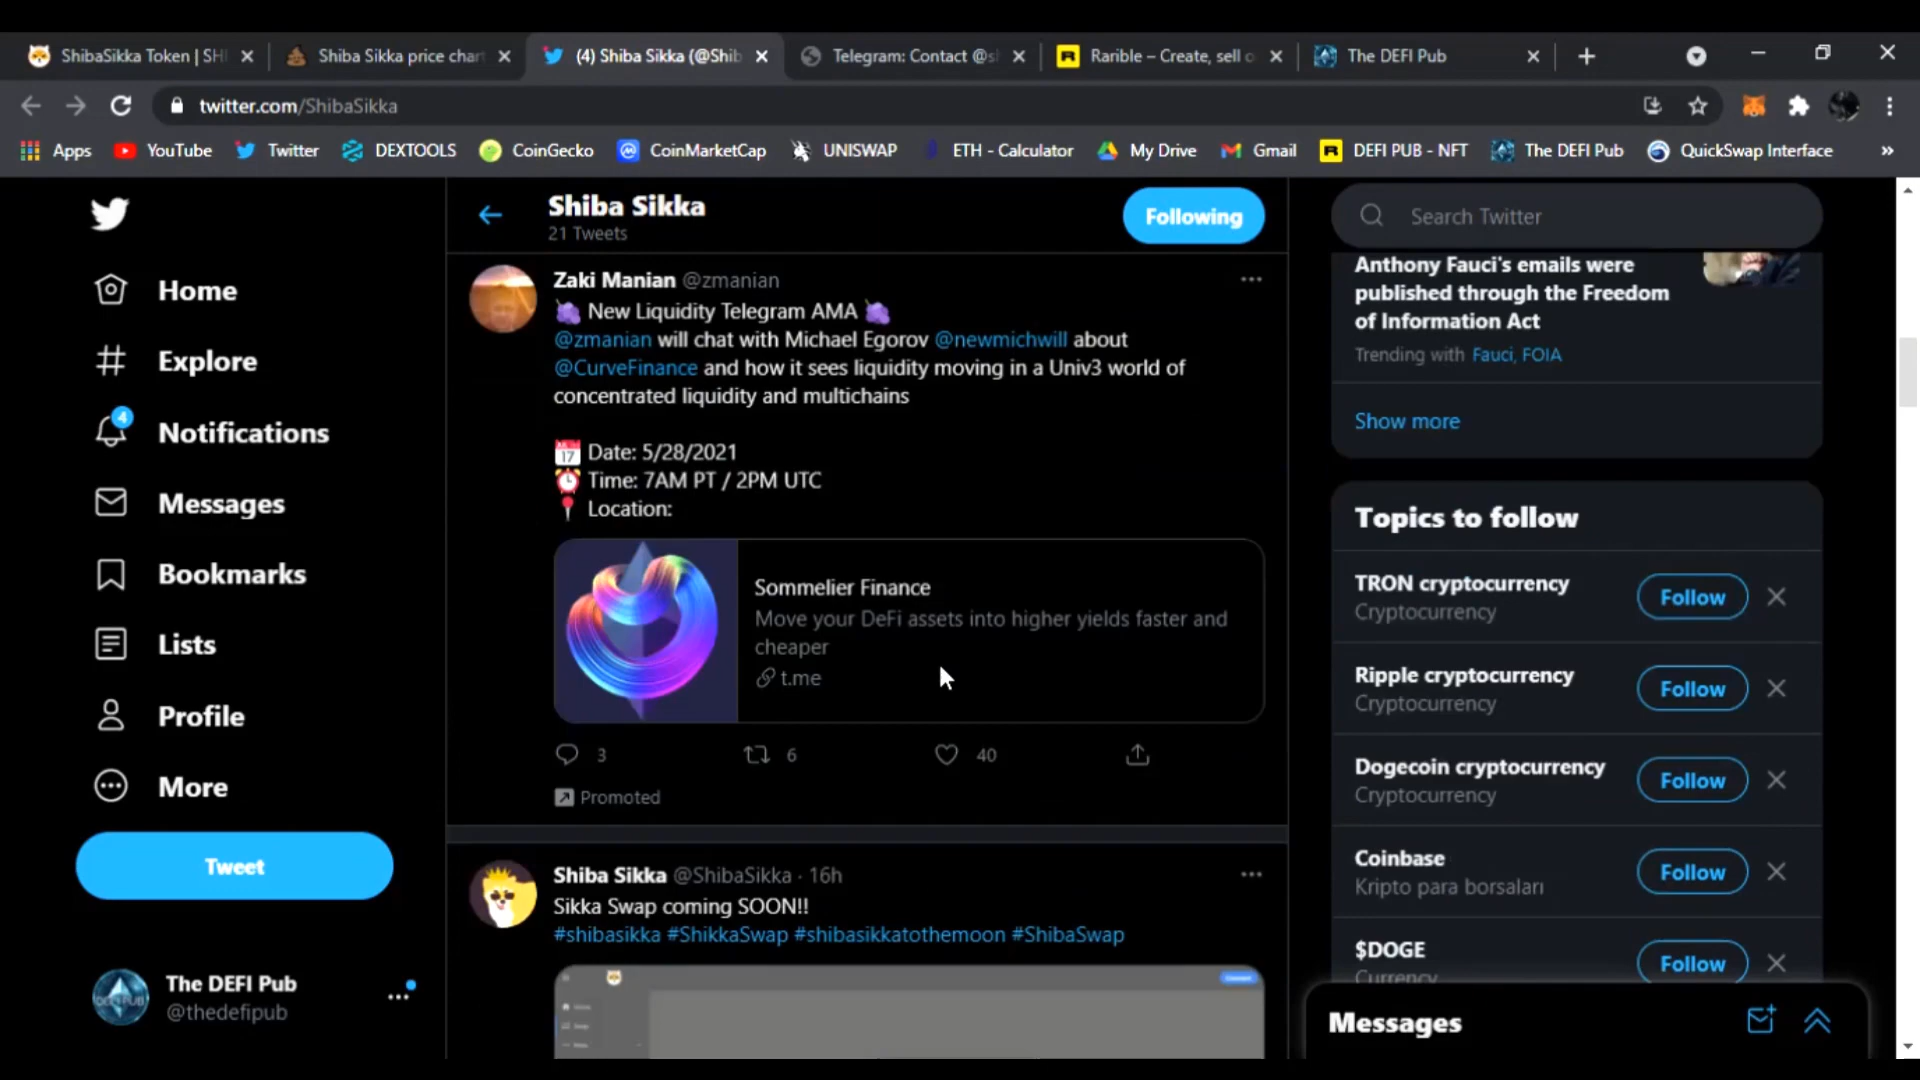 ShibaSikka Token | SHI
Shiba Sikka price chart
(4) Shiba Sikka (@Shib
Telegram: Contact @s
Rarible – Create, sell o
The DEFI Pub
twitter.com/ShibaSikka
Apps
YouTube
Twitter
DEXTOOLS
CoinGecko
CoinMarketCap
UNISWAP
ETH - Calculator
My Drive
Gmail
DEFI PUB - NFT
The DEFI Pub
QuickSwap Interface
»
Home
Explore
4
Notifications
Messages
Bookmarks
Lists
Profile
More
Tweet
The DEFI Pub
@thedefipub
Shiba Sikka
21 Tweets
Following
Zaki Manian @zmanian
New Liquidity Telegram AMA
@zmanian will chat with Michael Egorov @newmichwill about
@CurveFinance and how it sees liquidity moving in a Univ3 world of
concentrated liquidity and multichains
Date: 5/28/2021
Time: 7AM PT / 2PM UTC
Location:
Sommelier Finance
Move your DeFi assets into higher yields faster and
cheaper
t.me
3
6
40
Promoted
Shiba Sikka @ShibaSikka · 16h
Sikka Swap coming SOON!!
#shibasikka #ShikkaSwap #shibasikkatothemoon #ShibaSwap
Search Twitter
Anthony Fauci's emails were
published through the Freedom
of Information Act
Trending with Fauci, FOIA
Show more
Topics to follow
TRON cryptocurrency
Cryptocurrency
Follow
Ripple cryptocurrency
Cryptocurrency
Follow
Dogecoin cryptocurrency
Cryptocurrency
Follow
Coinbase
Kripto para borsaları
Follow
$DOGE
Currency
Follow
Messages